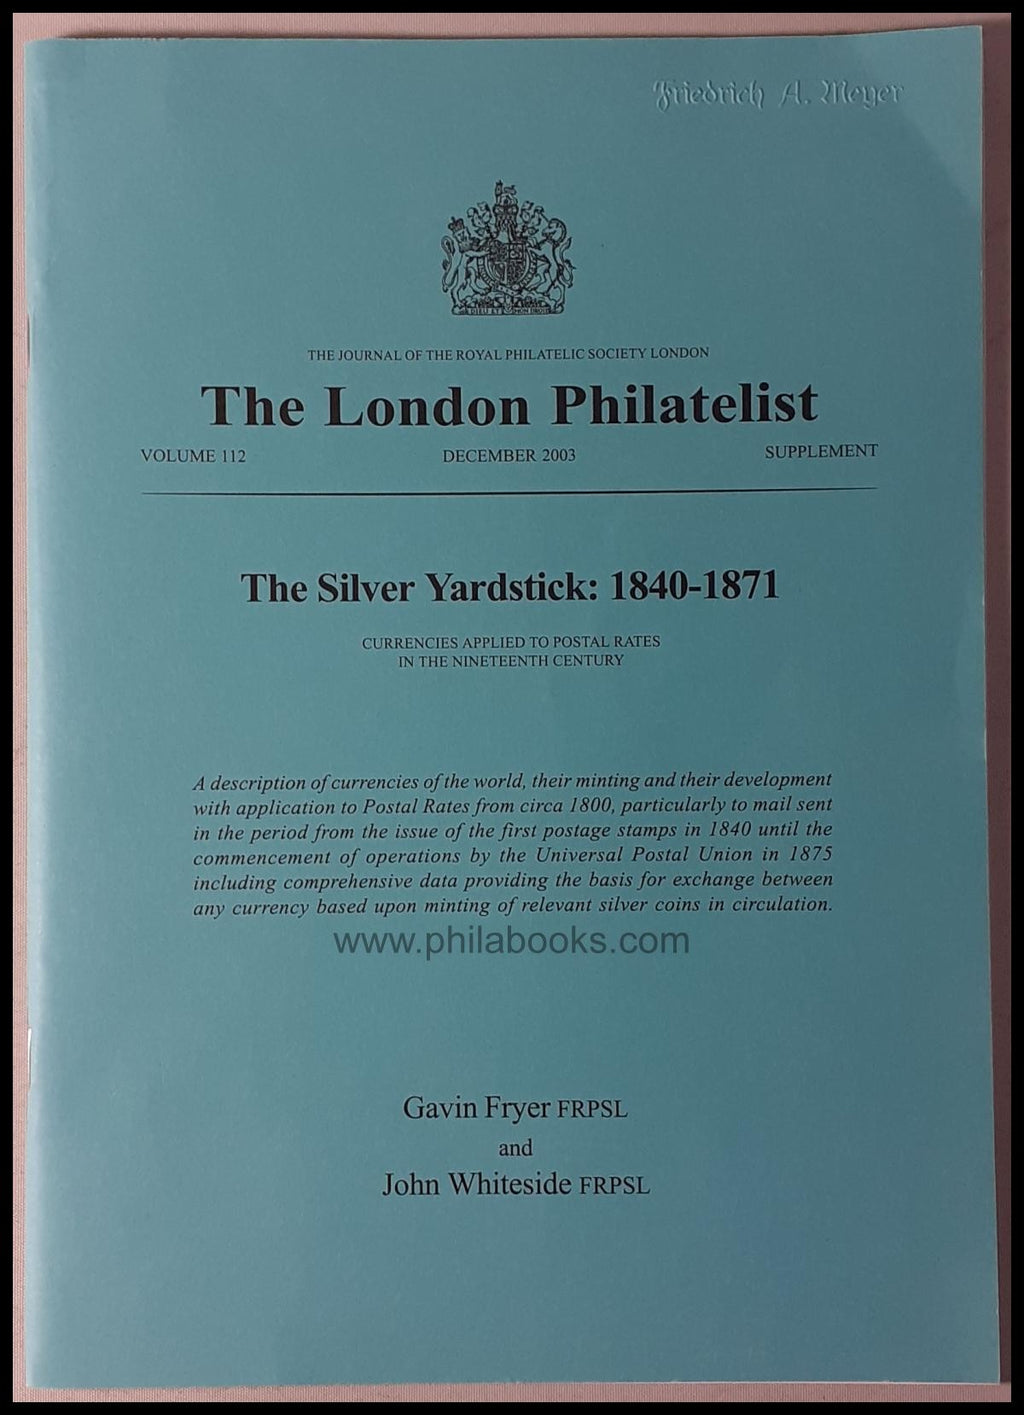 Friedrich A. Meyer
DIEU ET MON DROIT
THE JOURNAL OF THE ROYAL PHILATELIC SOCIETY LONDON
The London Philatelist
VOLUME 112 DECEMBER 2003 SUPPLEMENT
The Silver Yardstick: 1840-1871
CURRENCIES APPLIED TO POSTAL RATES
IN THE NINETEENTH CENTURY
A description of currencies of the world, their minting and their development
with application to Postal Rates from circa 1800, particularly to mail sent
in the period from the issue of the first postage stamps in 1840 until the
commencement of operations by the Universal Postal Union in 1875
including comprehensive data providing the basis for exchange between
any currency based upon minting of relevant silver coins in circulation.
www.philabooks.com
Gavin Fryer FRPSL
and
John Whiteside FRPSL